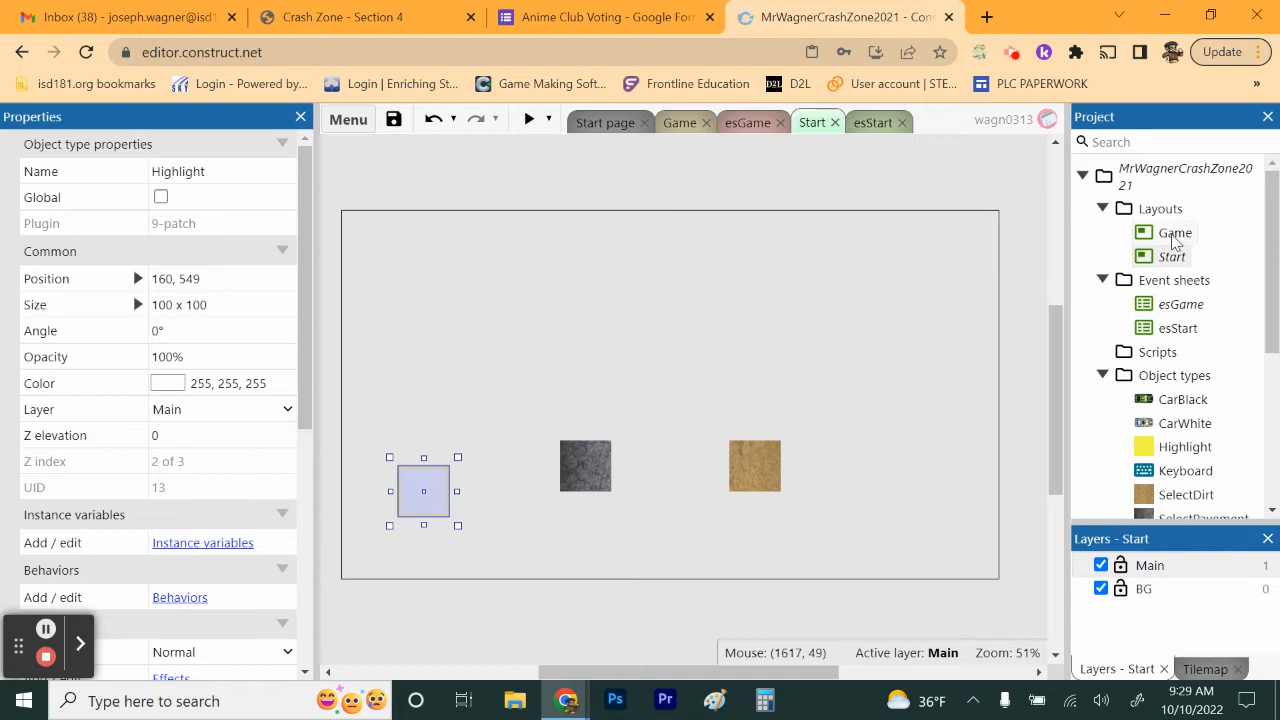 Inbox (38) - joseph.wagner@isd1
Crash Zone - Section 4
Anime Club Voting - Google For
MrWagnerCrashZone2021 - Con
editor.construct.net
Update
isd181org bookmarks
Login - Powered by...
Login | Enriching St...
Game Making Soft...
Frontline Education
D2L
D2L
User account / STE...
PLC PAPERWORK
»
Properties
Menu
Start page
Game
esGame
Start
esStart
wagn0313
Project
Object type properties
Name Highlight
Global
Plugin 9-patch
Common
Position 160, 549
Size 100 x 100
Angle 0°
Opacity 100%
Color 255, 255, 255
Layer Main
Z elevation 0
Z index 2 of 3
UID 13
Instance variables
Add / edit Instance variables
Behaviors
Add / edit Behaviors
Normal
Effects
Search
MrWagnerCrashZone20
21
Layouts
Game
Start
Event sheets
esGame
esStart
Scripts
Object types
CarBlack
CarWhite
Highlight
Keyboard
SelectDirt
SelectPavement
Layers - Start
Main 1
BG 0
Mouse: (1617, 49) Active layer: Main Zoom: 51%
Layers - Start
Tilemap
Type here to search
Ps
Pr
36°F
9:29 AM
10/10/2022